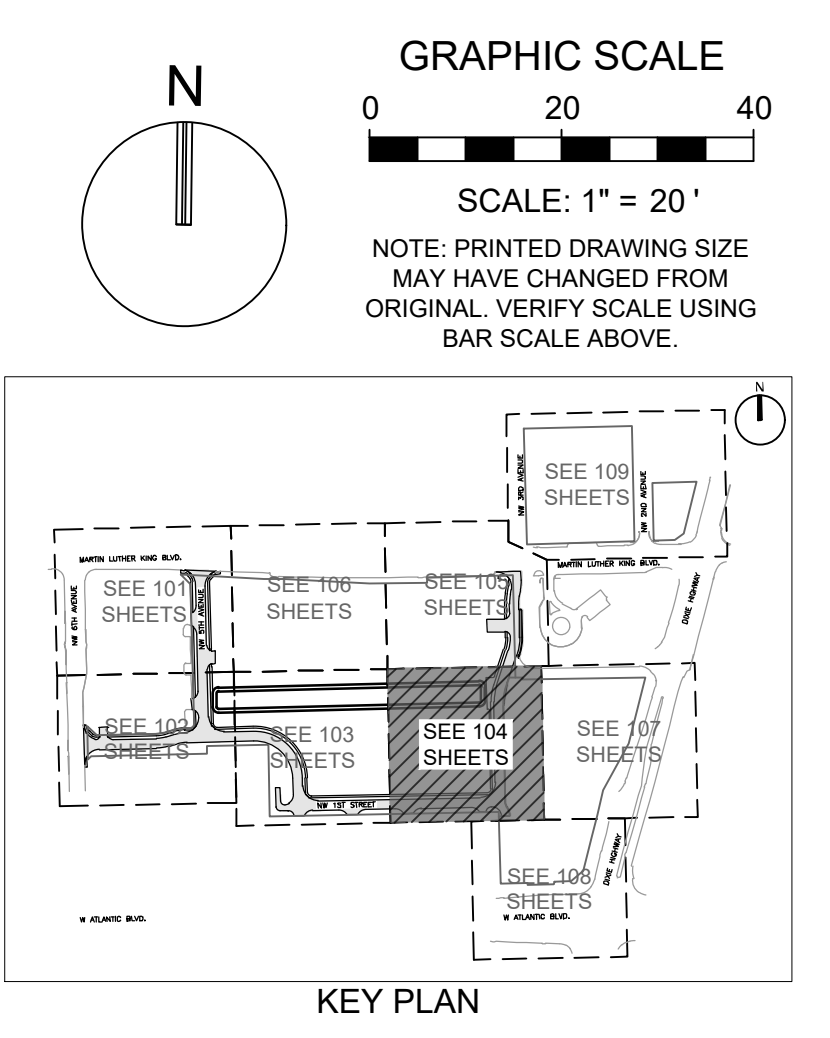 N
GRAPHIC SCALE
0 20 40
SCALE: 1" = 20 '
NOTE: PRINTED DRAWING SIZE
MAY HAVE CHANGED FROM
ORIGINAL. VERIFY SCALE USING
BAR SCALE ABOVE.
N
NW 3RD AVENUE
SEE 109
SHEETS
NW 2ND AVENUE
MARTIN LUTHER KING BLVD.
MARTIN LUTHER KING BLVD.
NW 6TH AVENUE
SEE 101
SHEETS
NW 5TH AVENUE
SEE 106
SHEETS
SEE 105
SHEETS
DIXIE HIGHWAY
SEE 102
SHEETS
SEE 103
SHEETS
SEE 104
SHEETS
SEE 107
SHEETS
NW 1ST STREET
DIXIE HIGHWAY
SEE 108
SHEETS
W ATLANTIC BLVD.
W ATLANTIC BLVD.
KEY PLAN